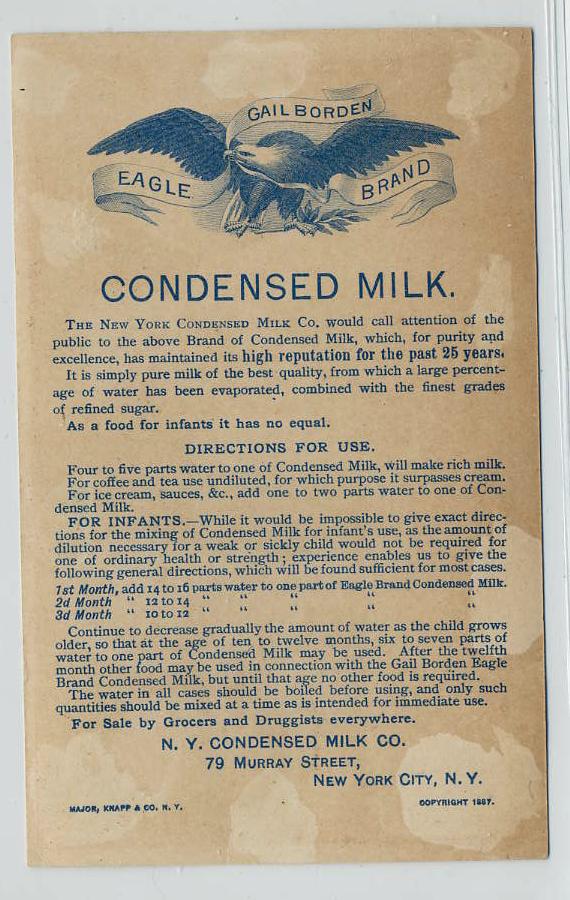 GAIL BORDEN
EAGLE BRAND
CONDENSED MILK.
THE NEW YORK CONDENSED MILK CO. would call attention of the
public to the above Brand of Condensed Milk, which, for purity and
excellence, has maintained its high reputation for the past 25 years.
It is simply pure milk of the best quality, from which a large percent-
age of water has been evaporated, combined with the finest grades
of refined sugar.
As a food for infants it has no equal.
DIRECTIONS FOR USE.
Four to five parts water to one of Condensed Milk, will make rich milk.
For coffee and tea use undiluted, for which purpose it surpasses cream.
For ice cream, sauces, &c., add one to two parts water to one of Con-
densed Milk.
FOR INFANTS.—While it would be impossible to give exact direc-
tions for the mixing of Condensed Milk for infant's use, as the amount of
dilution necessary for a weak or sickly child would not be required for
one of ordinary health or strength; experience enables us to give the
following general directions, which will be found sufficient for most cases.
1st Month, add 14 to 16 parts water to one part of Eagle Brand Condensed Milk.
2d Month " 12 to 14 " " " " "
3d Month " 10 to 12 " " " " "
Continue to decrease gradually the amount of water as the child grows
older, so that at the age of ten to twelve months, six to seven parts of
water to one part of Condensed Milk may be used. After the twelfth
month other food may be used in connection with the Gail Borden Eagle
Brand Condensed Milk, but until that age no other food is required.
The water in all cases should be boiled before using, and only such
quantities should be mixed at a time as is intended for immediate use.
For Sale by Grocers and Druggists everywhere.
N. Y. CONDENSED MILK CO.
79 MURRAY STREET,
NEW YORK CITY, N. Y.
MAJOR, KNAPP & CO. N. Y.
COPYRIGHT 1887.